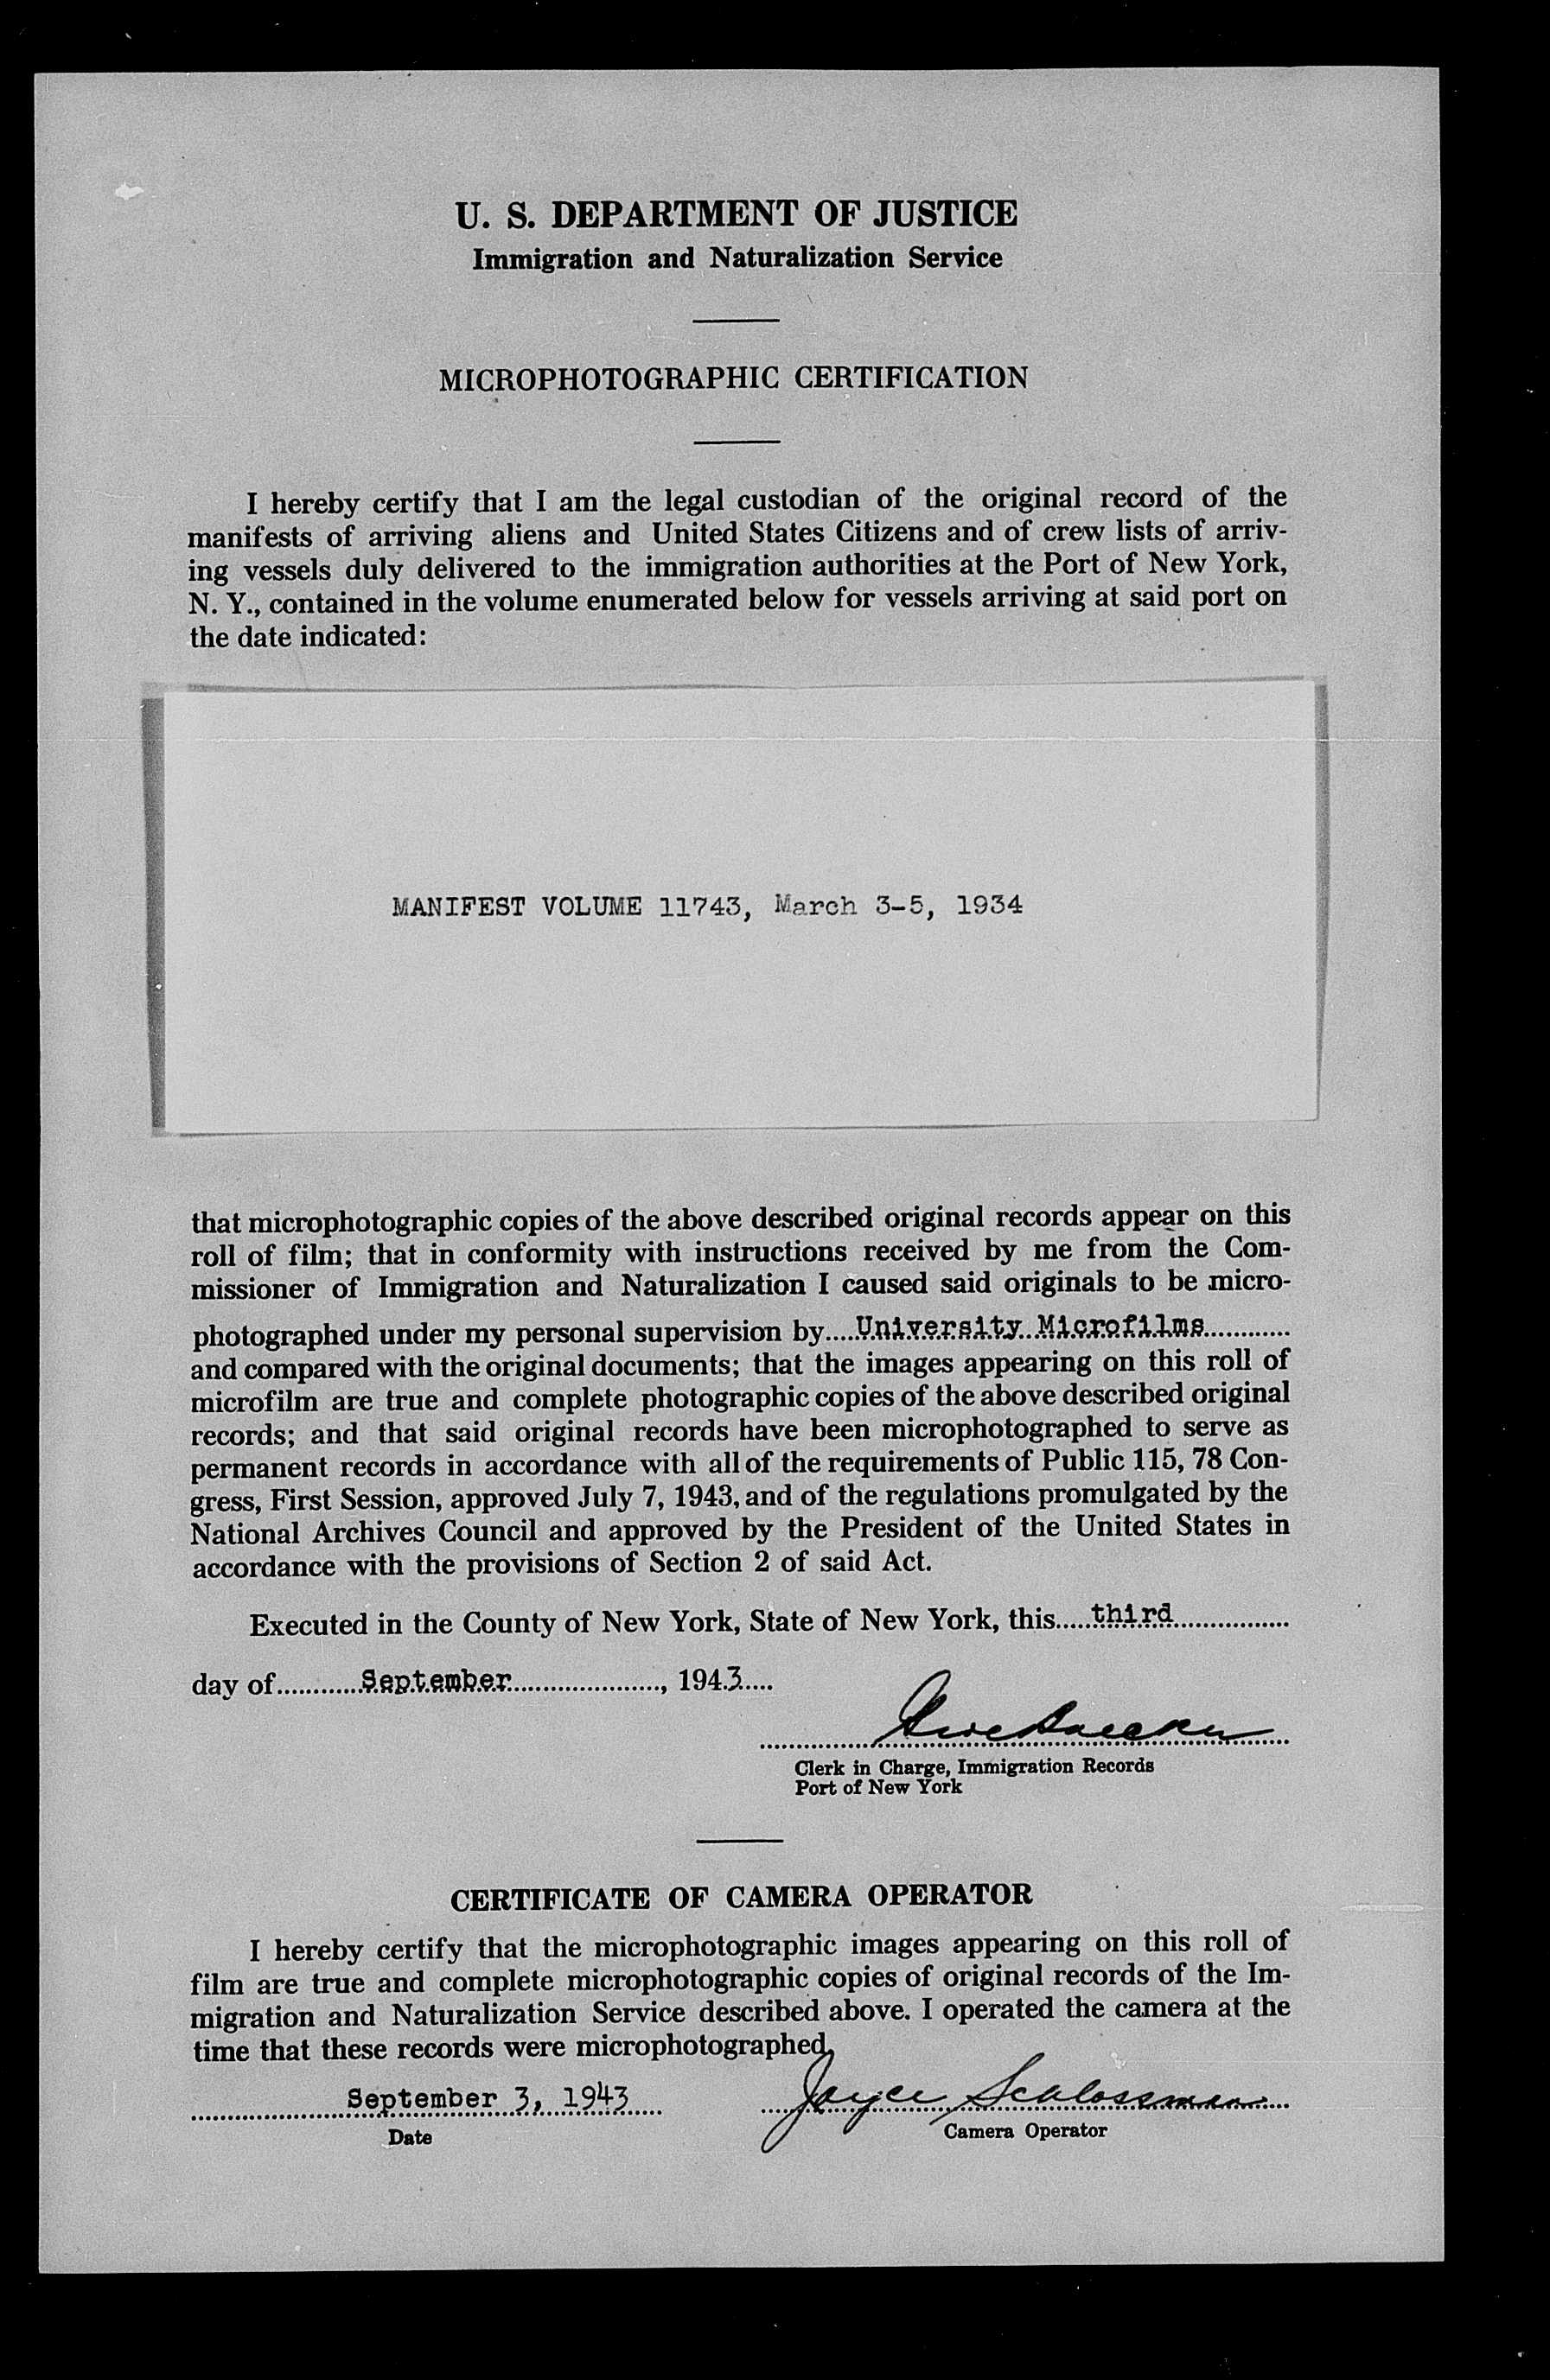 U. S. DEPARTMENT OF JUSTICE
Immigration and Naturalization Service
MICROPHOTOGRAPHIC CERTIFICATION
I hereby certify that I am the legal custodian of the original record of the
manifests of arriving aliens and United States Citizens and of crew lists of arriv-
ing vessels duly delivered to the immigration authorities at the Port of New York,
N. Y., contained in the volume enumerated below for vessels arriving at said port on
the date indicated:
MANIFEST VOLUME 11743, March 3-5, 1934
that microphotographic copies of the above described original records appear on this
roll of film; that in conformity with instructions received by me from the Com-
missioner of Immigration and Naturalization I caused said originals to be micro-
photographed under my personal supervision by.....University Microfilms............
and compared with the original documents; that the images appearing on this roll of
microfilm are true and complete photographic copies of the above described original
records; and that said original records have been microphotographed to serve as
permanent records in accordance with all of the requirements of Public 115, 78 Con-
gress, First Session, approved July 7, 1943, and of the regulations promulgated by the
National Archives Council and approved by the President of the United States in
accordance with the provisions of Section 2 of said Act.
Executed in the County of New York, State of New York, this.....third................
day of............September...................., 1943.....
Clerk in Charge, Immigration Records
Port of New York
CERTIFICATE OF CAMERA OPERATOR
I hereby certify that the microphotographic images appearing on this roll of
film are true and complete microphotographic copies of original records of the Im-
migration and Naturalization Service described above. I operated the camera at the
time that these records were microphotographed.
September 3, 1943 Joyce Schlossman
Date Camera Operator